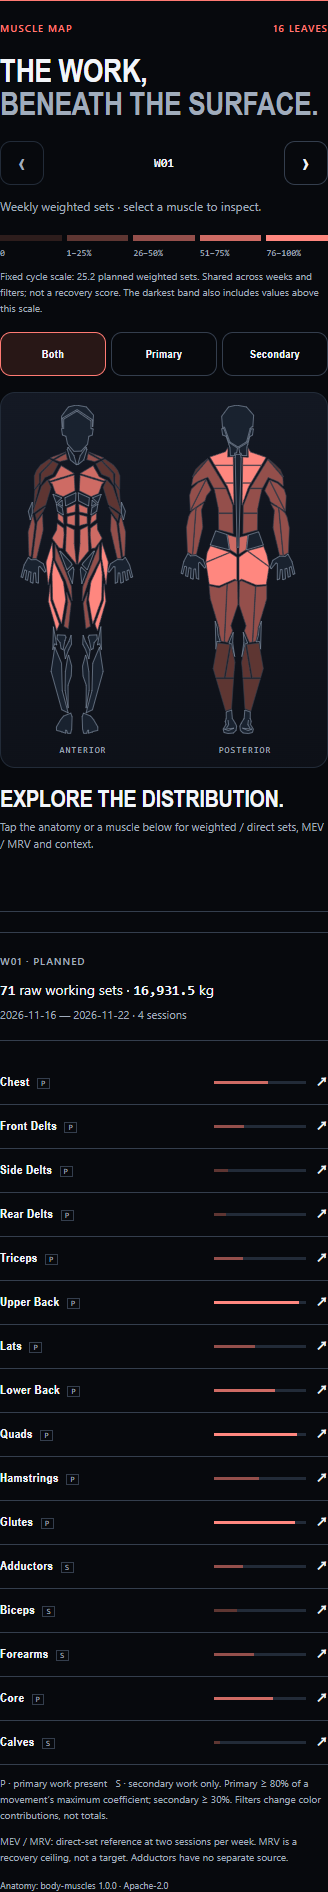 MUSCLE MAP
16 LEAVES
THE WORK,
BENEATH THE SURFACE.
‹
W01
›
Weekly weighted sets · select a muscle to inspect.
0
1–25%
26–50%
51–75%
76–100%
Fixed cycle scale: 25.2 planned weighted sets. Shared across weeks and
filters; not a recovery score. The darkest band also includes values above
this scale.
Both
Primary
Secondary
ANTERIOR
POSTERIOR
EXPLORE THE DISTRIBUTION.
Tap the anatomy or a muscle below for weighted / direct sets, MEV
/ MRV and context.
W01 · PLANNED
71 raw working sets · 16,931.5 kg
2026-11-16 — 2026-11-22 · 4 sessions
Chest P ↗
Front Delts P ↗
Side Delts P ↗
Rear Delts P ↗
Triceps P ↗
Upper Back P ↗
Lats P ↗
Lower Back P ↗
Quads P ↗
Hamstrings P ↗
Glutes P ↗
Adductors S ↗
Biceps S ↗
Forearms S ↗
Core P ↗
Calves S ↗
P · primary work present S · secondary work only. Primary ≥ 80% of a
movement's maximum coefficient; secondary ≥ 30%. Filters change color
contributions, not totals.
MEV / MRV: direct-set reference at two sessions per week. MRV is a
recovery ceiling, not a target. Adductors have no separate source.
Anatomy: body-muscles 1.0.0 · Apache-2.0